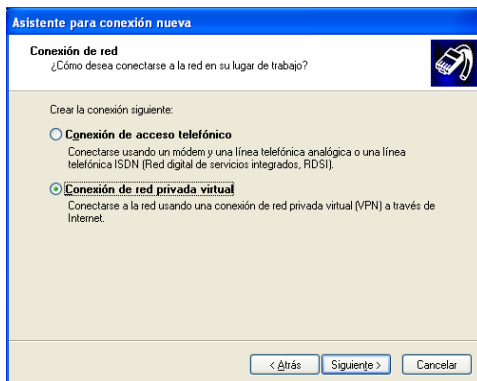 Asistente para conexión nueva
Conexión de red
¿Cómo desea conectarse a la red en su lugar de trabajo?
Crear la conexión siguiente:
Conexión de acceso telefónico
Conectarse usando un módem y una línea telefónica analógica o una línea
telefónica ISDN (Red digital de servicios integrados, RDSI).
Conexión de red privada virtual
Conectarse a la red usando una conexión de red privada virtual (VPN) a través de
Internet.
< Atrás
Siguiente >
Cancelar